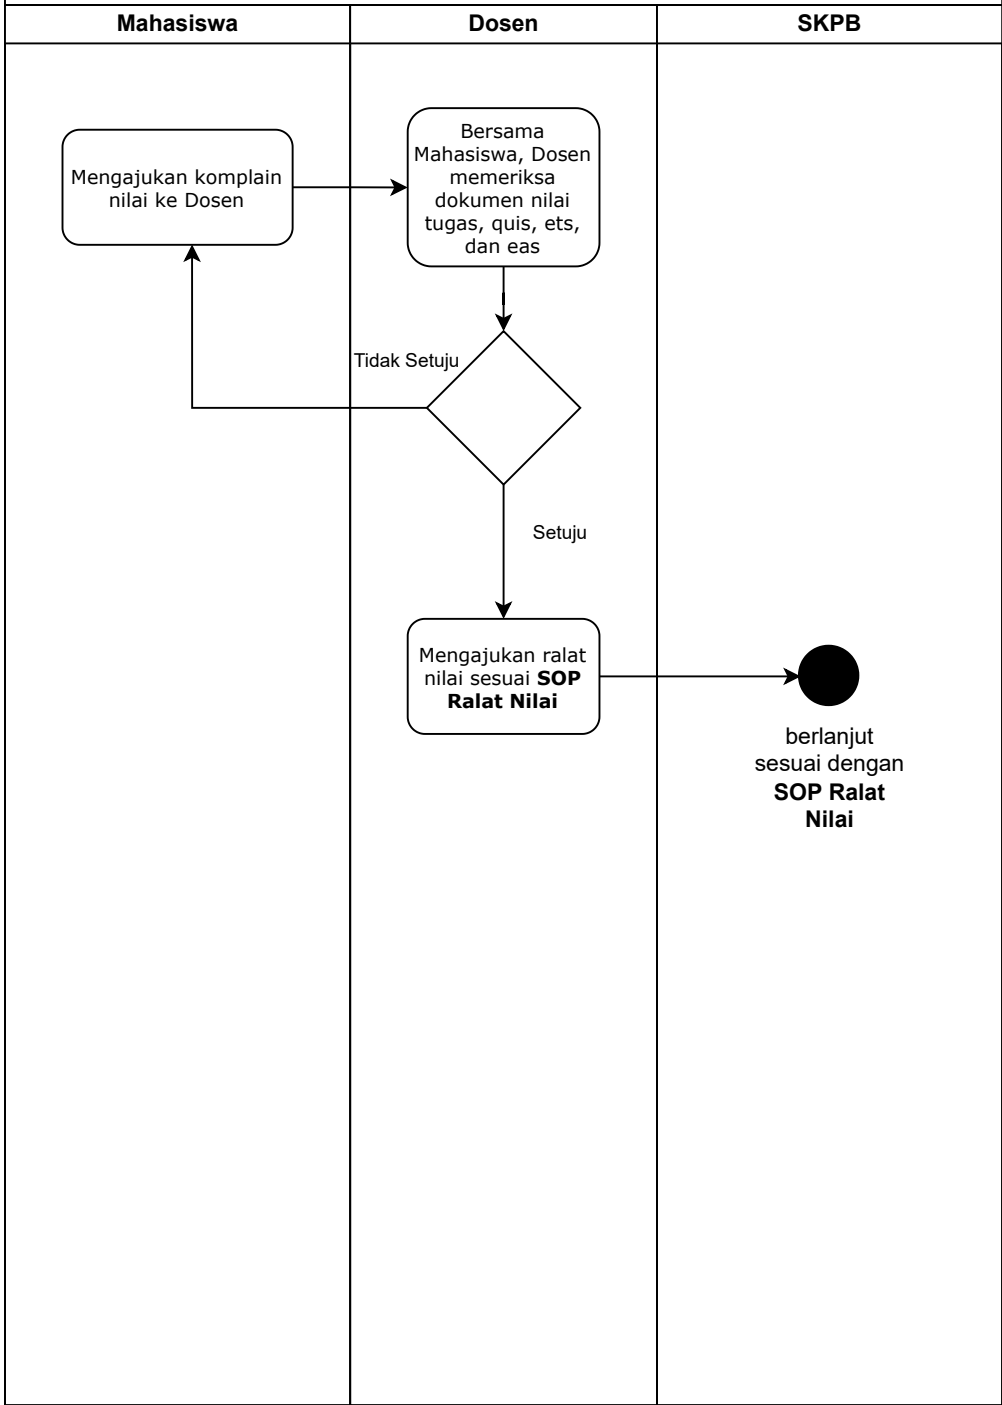 Mahasiswa
Dosen
SKPB
Mengajukan komplain
nilai ke Dosen
Bersama
Mahasiswa, Dosen
memeriksa
dokumen nilai
tugas, quis, ets,
dan eas
Tidak Setuju
Setuju
Mengajukan ralat
nilai sesuai SOP
Ralat Nilai
berlanjut
sesuai dengan
SOP Ralat
Nilai